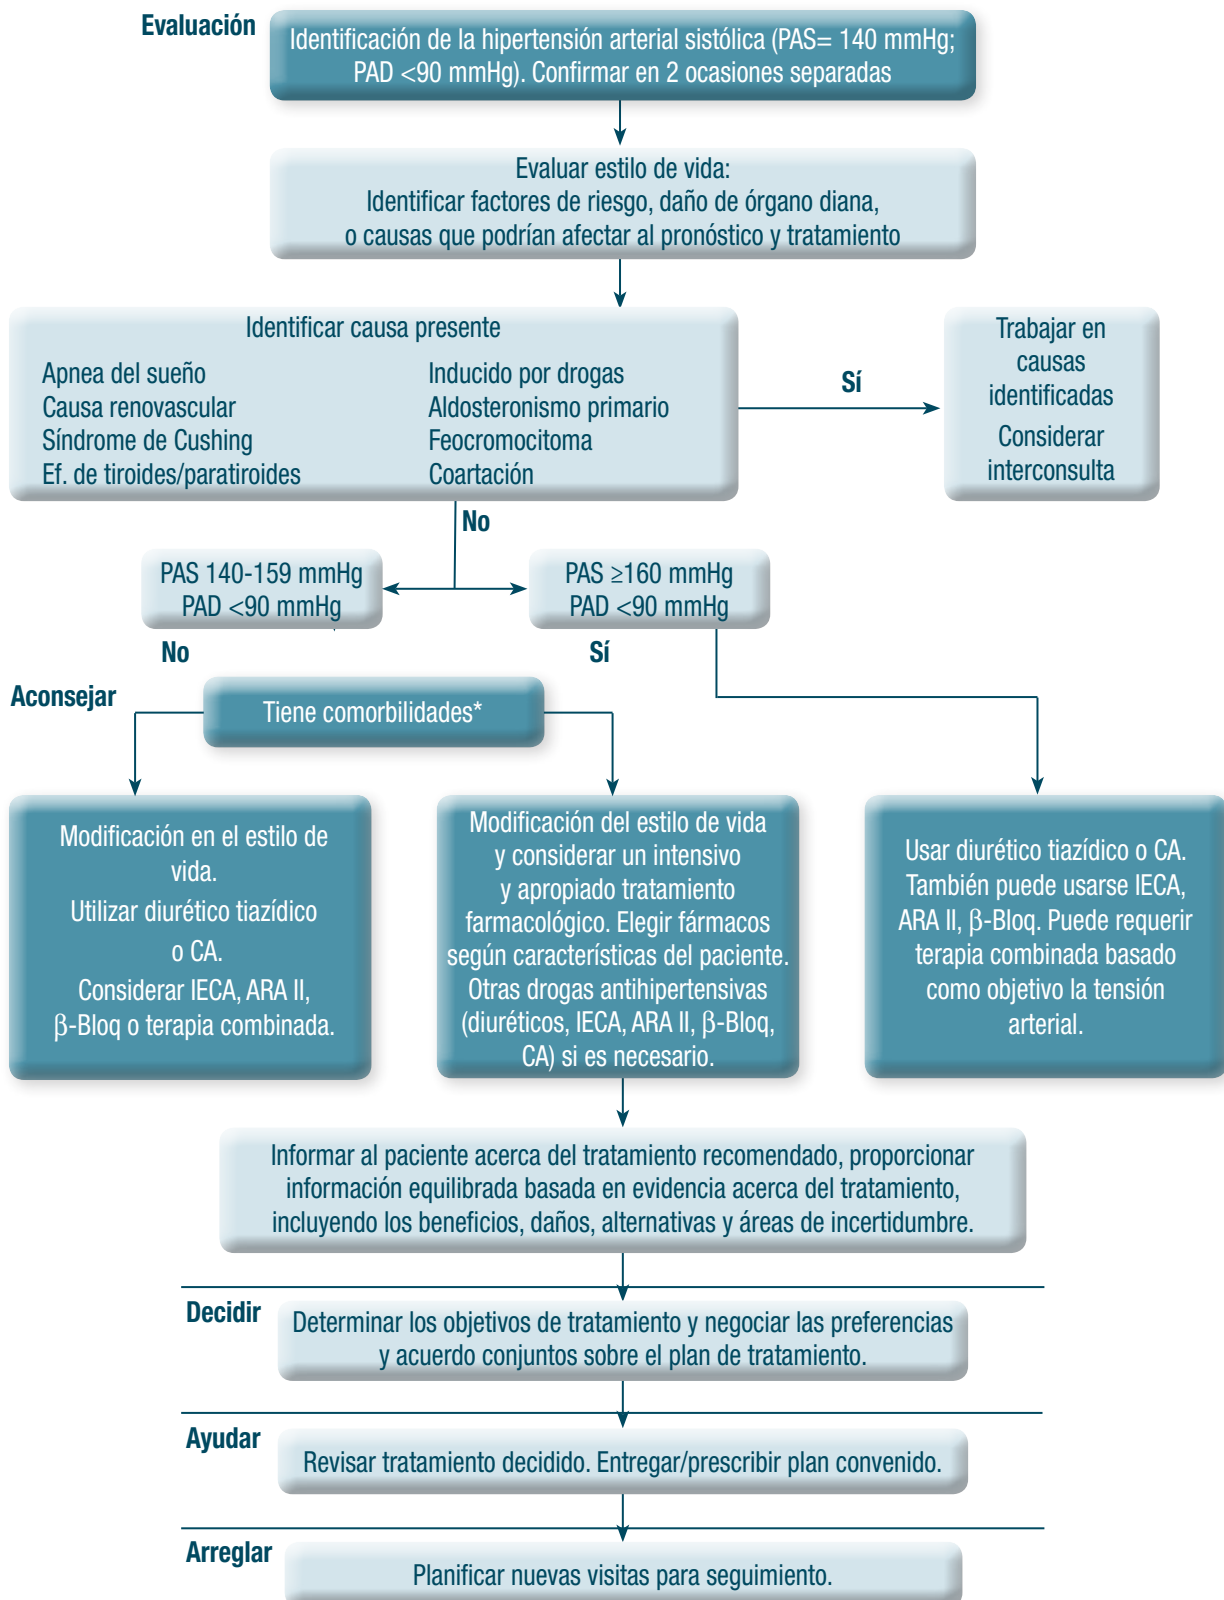 Evaluación
Identificación de la hipertensión arterial sistólica (PAS= 140 mmHg;
PAD <90 mmHg). Confirmar en 2 ocasiones separadas
Evaluar estilo de vida:
Identificar factores de riesgo, daño de órgano diana,
o causas que podrían afectar al pronóstico y tratamiento
Identificar causa presente
Apnea del sueño
Causa renovascular
Síndrome de Cushing
Ef. de tiroides/paratiroides
Inducido por drogas
Aldosteronismo primario
Feocromocitoma
Coartación
Sí
Trabajar en
causas
identificadas
Considerar
interconsulta
No
PAS 140-159 mmHg
PAD <90 mmHg
PAS ≥160 mmHg
PAD <90 mmHg
No
Sí
Aconsejar
Tiene comorbilidades*
Modificación en el estilo de
vida.
Utilizar diurético tiazídico
o CA.
Considerar IECA, ARA II,
β-Bloq o terapia combinada.
Modificación del estilo de vida
y considerar un intensivo
y apropiado tratamiento
farmacológico. Elegir fármacos
según características del paciente.
Otras drogas antihipertensivas
(diuréticos, IECA, ARA II, β-Bloq,
CA) si es necesario.
Usar diurético tiazídico o CA.
También puede usarse IECA,
ARA II, β-Bloq. Puede requerir
terapia combinada basado
como objetivo la tensión
arterial.
Informar al paciente acerca del tratamiento recomendado, proporcionar
información equilibrada basada en evidencia acerca del tratamiento,
incluyendo los beneficios, daños, alternativas y áreas de incertidumbre.
Decidir
Determinar los objetivos de tratamiento y negociar las preferencias
y acuerdo conjuntos sobre el plan de tratamiento.
Ayudar
Revisar tratamiento decidido. Entregar/prescribir plan convenido.
Arreglar
Planificar nuevas visitas para seguimiento.